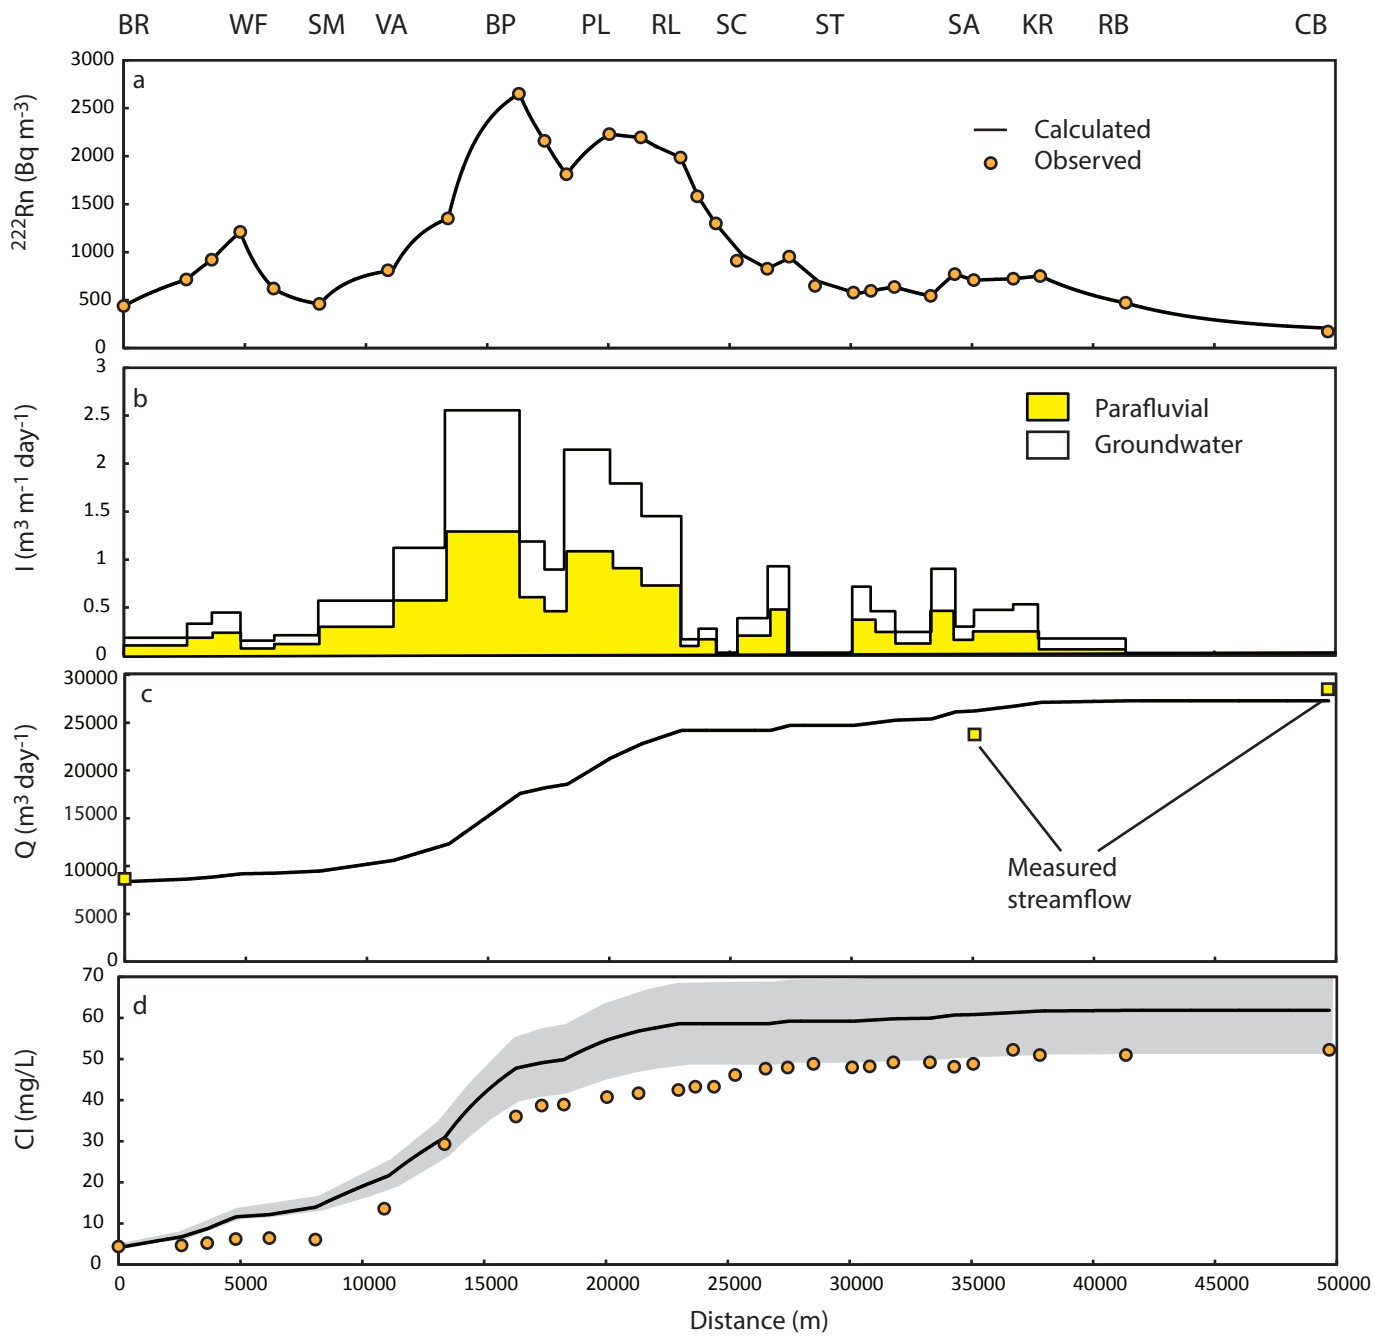 BR WF SM VA BP PL RL SC ST SA KR RB CB
a
3000
2500
2000
1500
1000
500
0
222Rn (Bq m-3)
Calculated
Observed
b
3
2.5
2
1.5
1
0.5
0
I (m3 m-1 day-1)
Parafluvial
Groundwater
c
30000
25000
20000
15000
10000
5000
0
Q (m3 day-1)
Measured
streamflow
d
70
60
50
40
30
20
10
0
Cl (mg/L)
0 5000 10000 15000 20000 25000 30000 35000 40000 45000 50000
Distance (m)